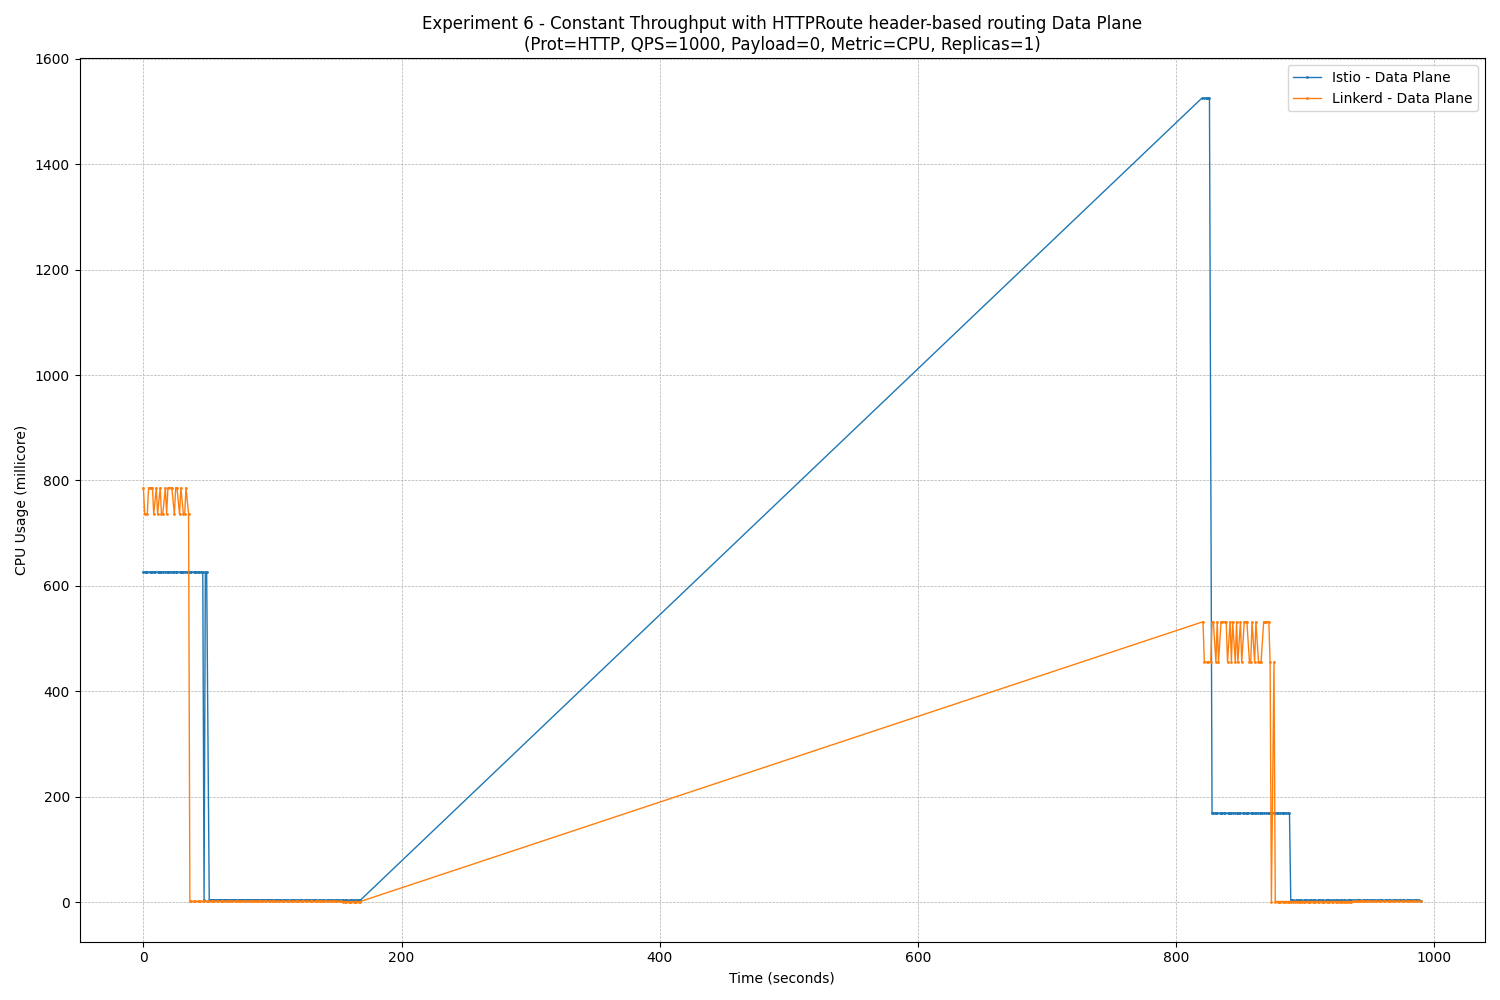 Experiment 6 - Constant Throughput with HTTPRoute header-based routing Data Plane
(Prot=HTTP, QPS=1000, Payload=0, Metric=CPU, Replicas=1)
Istio - Data Plane
Linkerd - Data Plane
CPU Usage (millicore)
1600
1400
1200
1000
800
600
400
200
0
0 200 400 600 800 1000
Time (seconds)